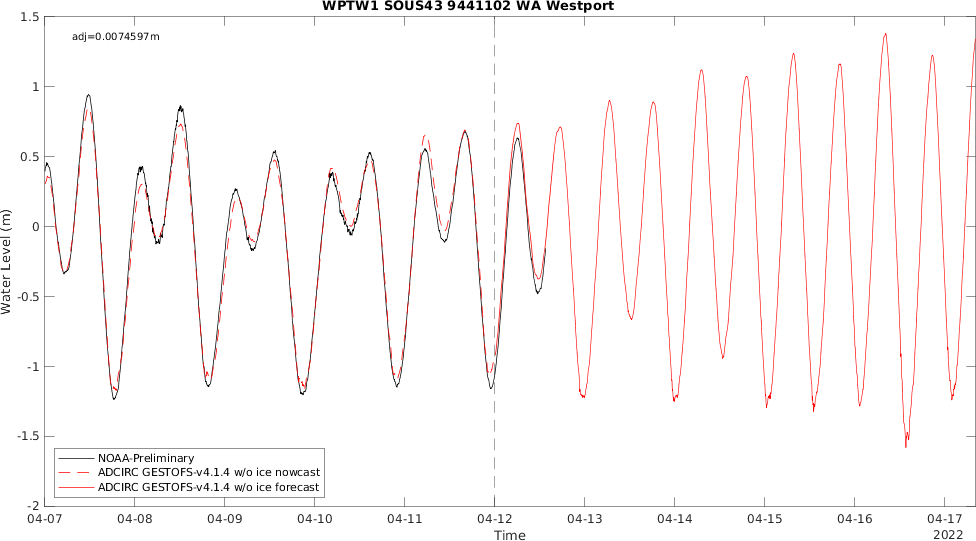 WPTW1 SOUS43 9441102 WA Westport
adj=0.0074597m
1.5
1
0.5
0
-0.5
-1
-1.5
-2
Water Level (m)
NOAA-Preliminary
ADCIRC GESTOFS-v4.1.4 w/o ice nowcast
ADCIRC GESTOFS-v4.1.4 w/o ice forecast
04-07 04-08 04-09 04-10 04-11 04-12 04-13 04-14 04-15 04-16 04-17
Time 2022